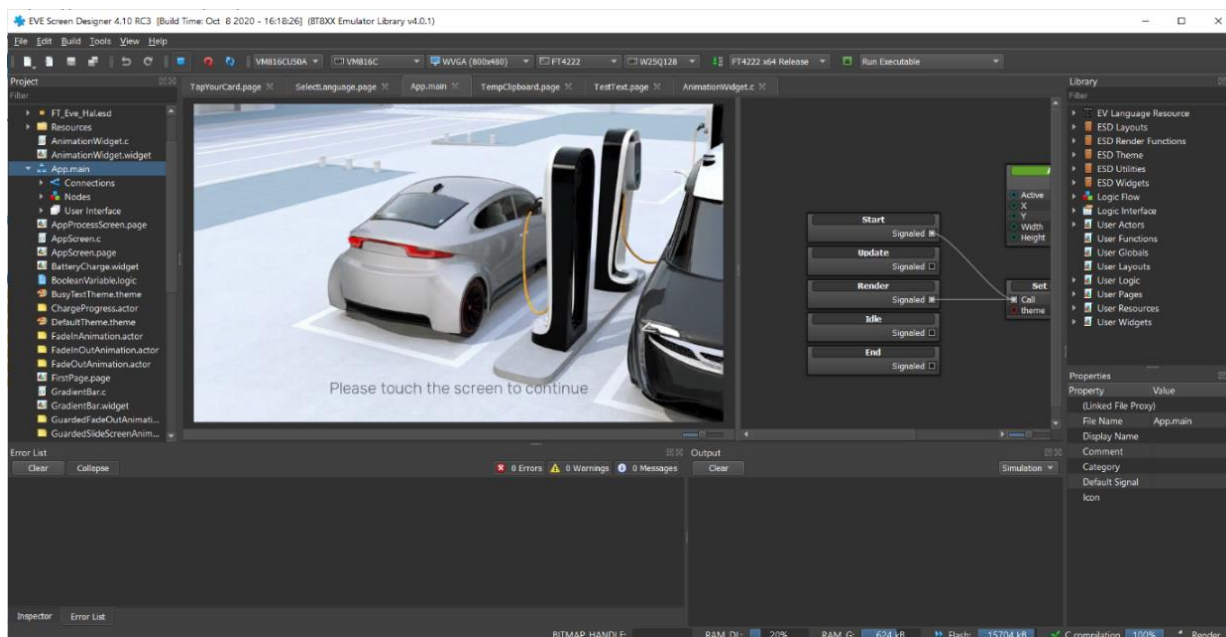 EVE Screen Designer 4.10 RC3 [Build Time: Oct 8 2020 - 16:18:26] (BT8XX Emulator Library v4.0.1)
File Edit Build Tools View Help
VM816CU50A VM816C WVGA (800x480) FT4222 W25Q128 FT4222 x64 Release Run Executable
Project
Filter
FT_Eve_Hal.esd
Resources
AnimationWidget.c
AnimationWidget.widget
App.main
Connections
Nodes
User Interface
AppProcessScreen.page
AppScreen.c
AppScreen.page
BatteryCharge.widget
BooleanVariable.logic
BusyTextTheme.theme
ChargeProgress.actor
DefaultTheme.theme
FadeInAnimation.actor
FadeInOutAnimation.actor
FadeOutAnimation.actor
FirstPage.page
GradientBar.c
GradientBar.widget
GuardedFadeOutAnimati...
GuardedSlideScreenAnim...
TapYourCard.page SelectLanguage.page App.main TempClipboard.page TestText.page AnimationWidget.c
Please touch the screen to continue
Start
Signaled
Update
Signaled
Render
Signaled
Idle
Signaled
End
Signaled
Active
X
Y
Width
Height
Set
Call
theme
Library
Filter
EV Language Resource
ESD Layouts
ESD Render Functions
ESD Theme
ESD Utilities
ESD Widgets
Logic Flow
Logic Interface
User Actors
User Functions
User Globals
User Layouts
User Logic
User Pages
User Resources
User Widgets
Properties
Property Value
(Linked File Proxy)
File Name App.main
Display Name
Comment
Category
Default Signal
Icon
Error List
Clear Collapse 0 Errors 0 Warnings 0 Messages
Output
Clear Simulation
Inspector Error List
BITMAP_HANDLE: RAM_DL: 20% RAM_G: 624 kB Flash: 15704 kB C compilation 100% Render